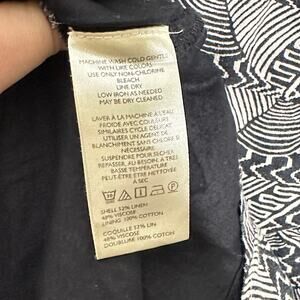 MACHINE WASH COLD GENTLE
WITH LIKE COLORS
USE ONLY NON-CHLORINE
BLEACH
LINE DRY
LOW IRON AS NEEDED
MAY BE DRY CLEANED
LAVER À LA MACHINE À L'EAU
FROIDE AVEC COULEURS
SIMILAIRES CYCLE DÉLICAT
UTILISER UN AGENT DE
BLANCHIMENT SANS CHLORE SI
NÉCESSAIRE
SUSPENDRE POUR SÉCHER
REPASSER, AU BESOIN, À TRÈS
BASSE TEMPÉRATURE
PEUT-ÊTRE EN NETTOYÉ
À SEC
SHELL 52% LINEN
48% VISCOSE
LINING 100% COTTON
COQUILLE 52% LIN
48% VISCOSE
DOUBLURE 100% COTON